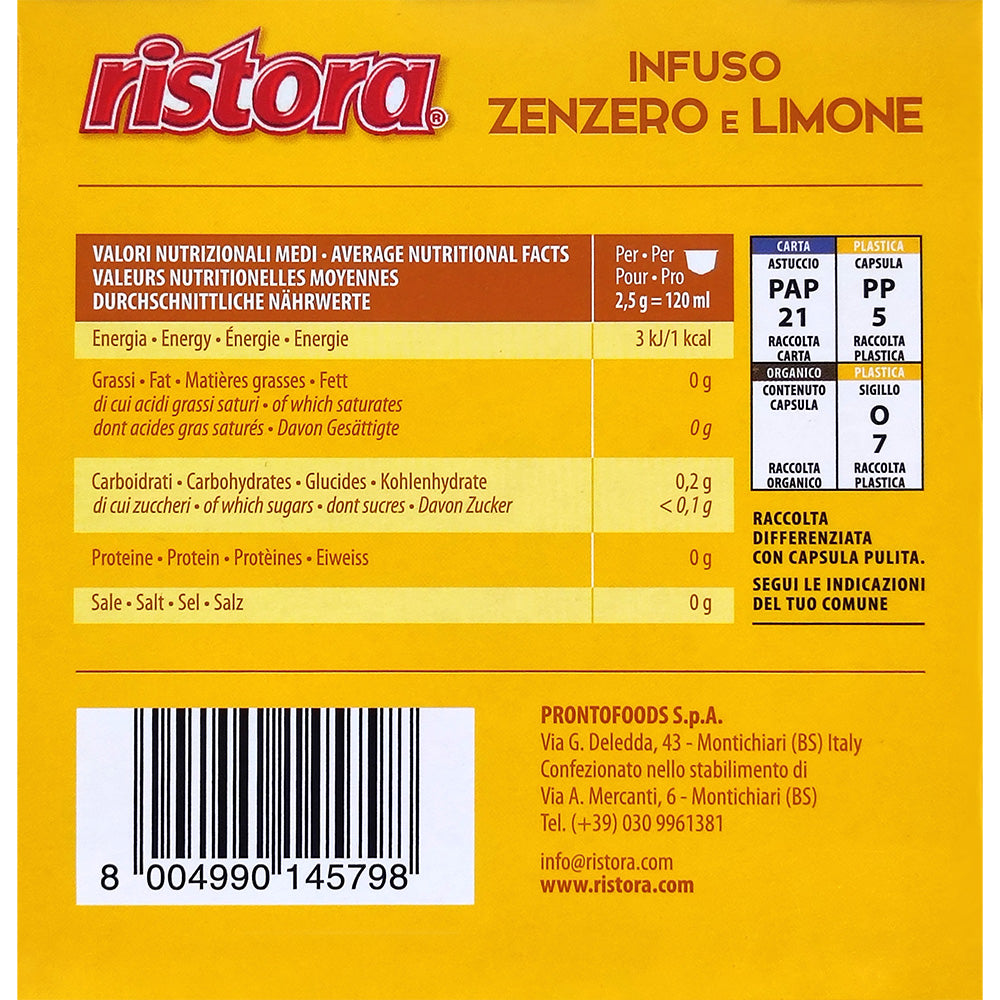 ristora®
INFUSO
ZENZERO E LIMONE
VALORI NUTRIZIONALI MEDI • AVERAGE NUTRITIONAL FACTS
VALEURS NUTRITIONELLES MOYENNES
DURCHSCHNITTLICHE NÄHRWERTE
Per • Per
Pour • Pro
2,5 g = 120 ml
Energia • Energy • Énergie • Energie 3 kJ/1 kcal
Grassi • Fat • Matières grasses • Fett 0 g
di cui acidi grassi saturi • of which saturates
dont acides gras saturés • Davon Gesättigte 0 g
Carboidrati • Carbohydrates • Glucides • Kohlenhydrate 0,2 g
di cui zuccheri • of which sugars • dont sucres • Davon Zucker < 0,1 g
Proteine • Protein • Protèines • Eiweiss 0 g
Sale • Salt • Sel • Salz 0 g
CARTA
ASTUCCIO
PAP
21
RACCOLTA
CARTA
PLASTICA
CAPSULA
PP
5
RACCOLTA
PLASTICA
ORGANICO
CONTENUTO
CAPSULA
RACCOLTA
ORGANICO
PLASTICA
SIGILLO
O
7
RACCOLTA
PLASTICA
RACCOLTA
DIFFERENZIATA
CON CAPSULA PULITA.
SEGUI LE INDICAZIONI
DEL TUO COMUNE
8 004990 145798
PRONTOFOODS S.p.A.
Via G. Deledda, 43 - Montichiari (BS) Italy
Confezionato nello stabilimento di
Via A. Mercanti, 6 - Montichiari (BS)
Tel. (+39) 030 9961381
info@ristora.com
www.ristora.com